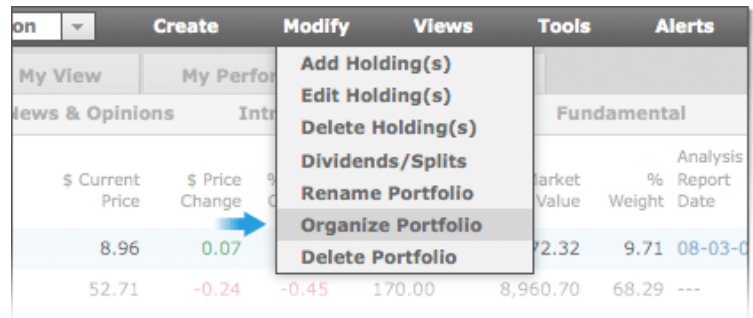 on Create Modify Views Tools Alerts
Add Holding(s)
My View My Perfor
Edit Holding(s)
News & Opinions Intr Fundamental
Delete Holding(s)
Dividends/Splits
Rename Portfolio
Organize Portfolio
Delete Portfolio
$ Current Price
$ Price Change
%
Market Value
% Weight
Analysis Report Date
8.96 0.07 72.32 9.71 08-03-0
52.71 -0.24 -0.45 170.00 8,960.70 68.29 ---